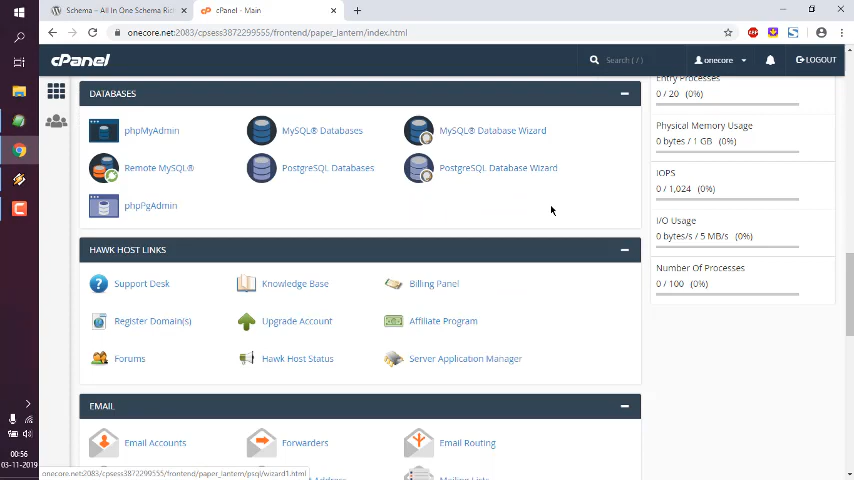 Schema – All In One Schema Rich
cPanel - Main
onecore.net:2083/cpsess3872299555/frontend/paper_lantern/index.html
cPanel
Search ( / )
onecore
LOGOUT
DATABASES
phpMyAdmin
MySQL® Databases
MySQL® Database Wizard
Remote MySQL®
PostgreSQL Databases
PostgreSQL Database Wizard
phpPgAdmin
HAWK HOST LINKS
Support Desk
Knowledge Base
Billing Panel
Register Domain(s)
Upgrade Account
Affiliate Program
Forums
Hawk Host Status
Server Application Manager
EMAIL
Email Accounts
Forwarders
Email Routing
Mailing Lists
Entry Processes
0 / 20 (0%)
Physical Memory Usage
0 bytes / 1 GB (0%)
IOPS
0 / 1,024 (0%)
I/O Usage
0 bytes/s / 5 MB/s (0%)
Number Of Processes
0 / 100 (0%)
onecore.net:2083/cpsess3872299555/frontend/paper_lantern/psql/wizard1.html
00:56
03-11-2019